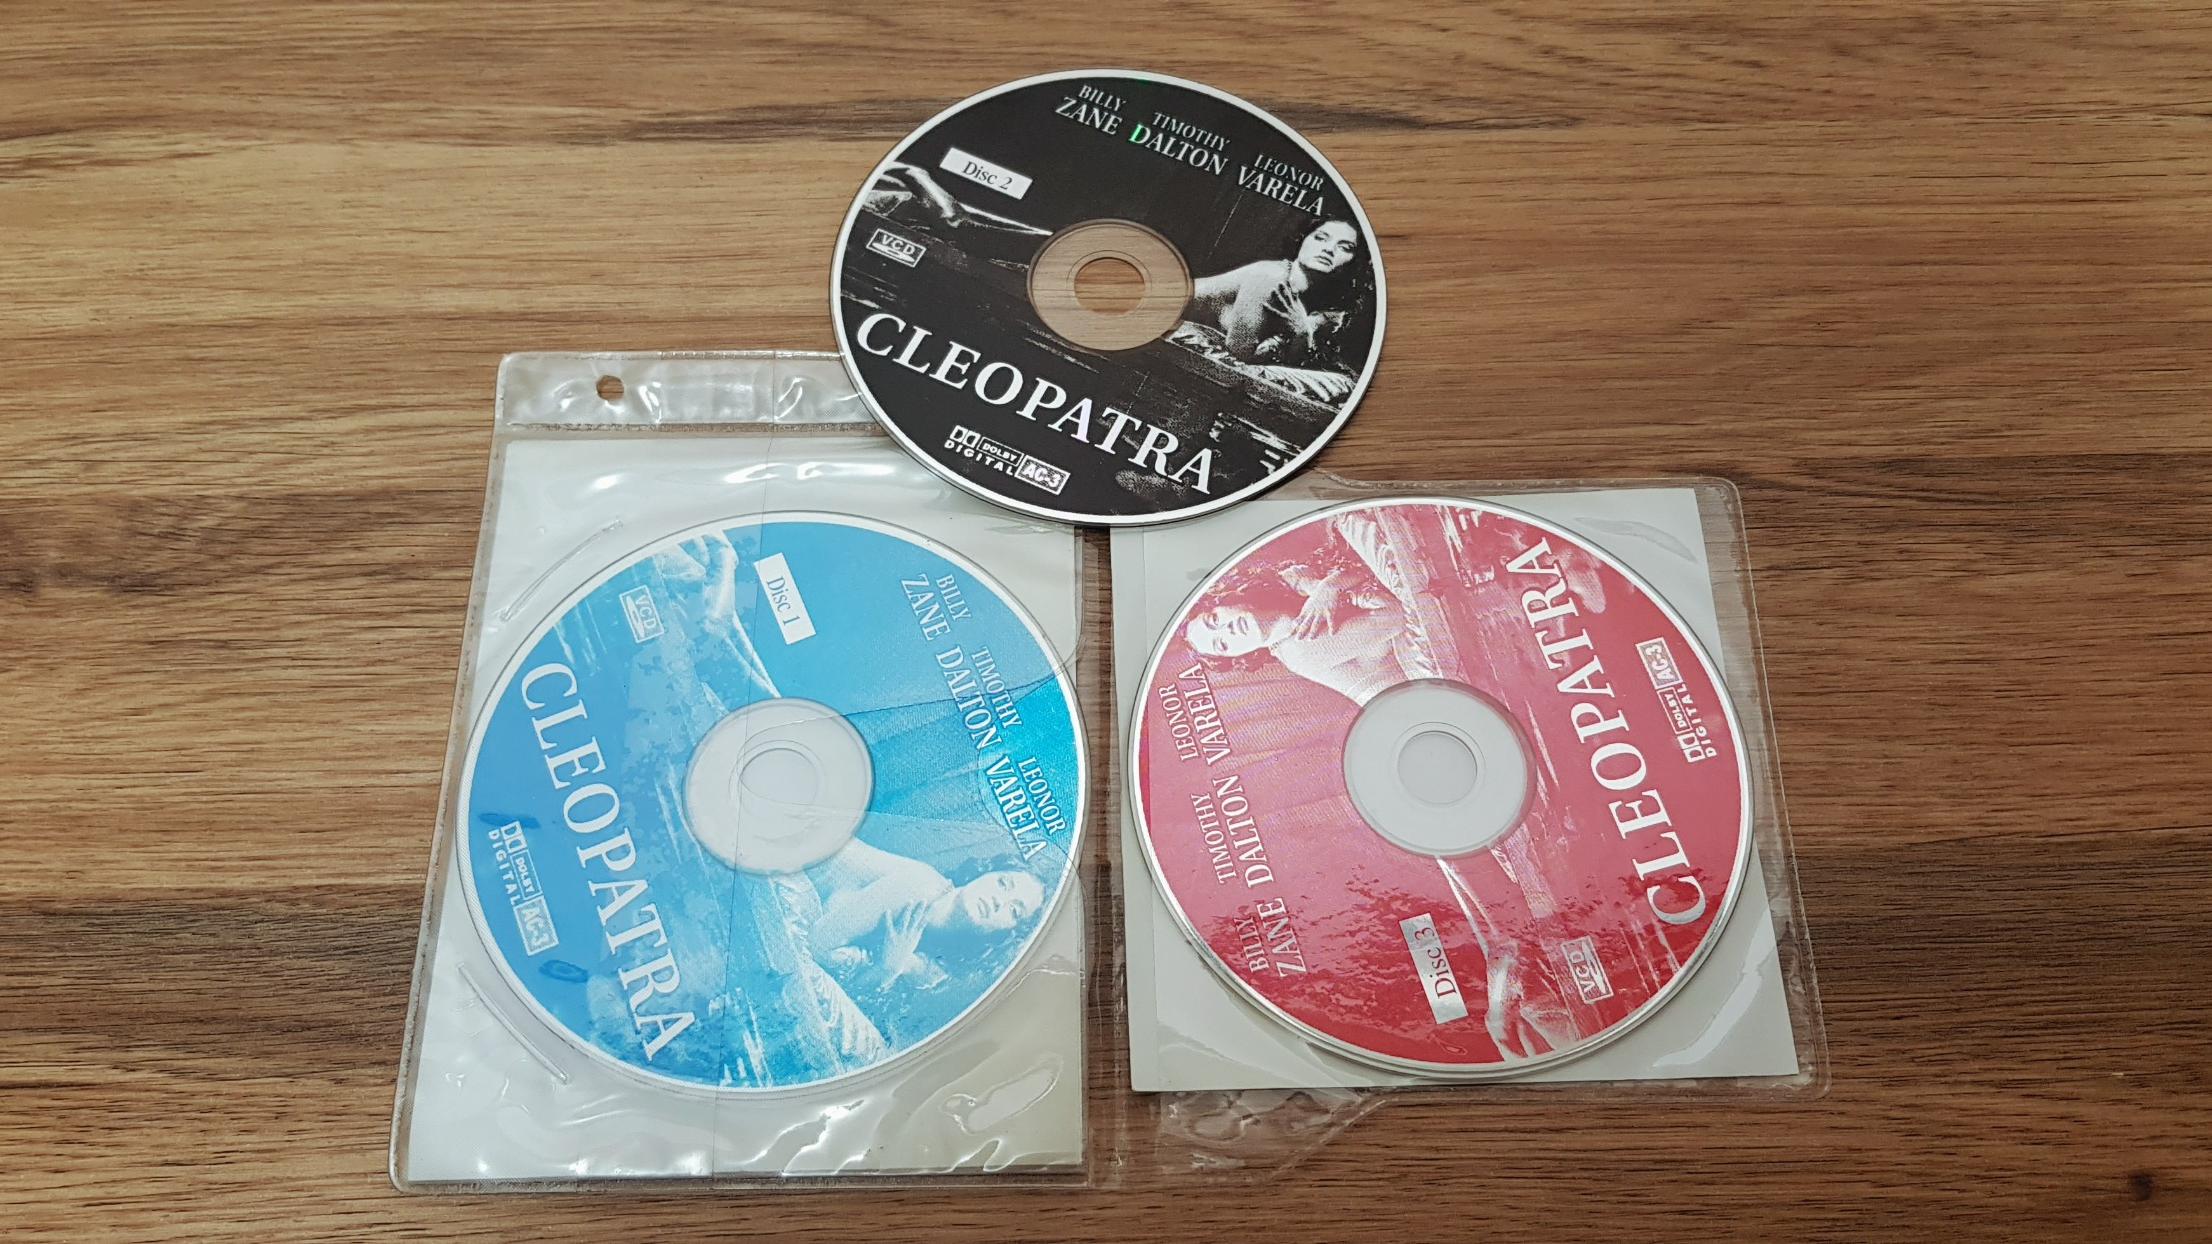 BILLY TIMOTHY LEONOR
ZANE DALTON VARELA
Disc 2
VCD
CLEOPATRA
DOLBY
DIGITAL AC-3
BILLY TIMOTHY LEONOR
ZANE DALTON VARELA
Disc 1
VCD
CLEOPATRA
DOLBY
DIGITAL AC-3
BILLY TIMOTHY LEONOR
ZANE DALTON VARELA
Disc 3
VCD
CLEOPATRA
DOLBY
DIGITAL AC-3